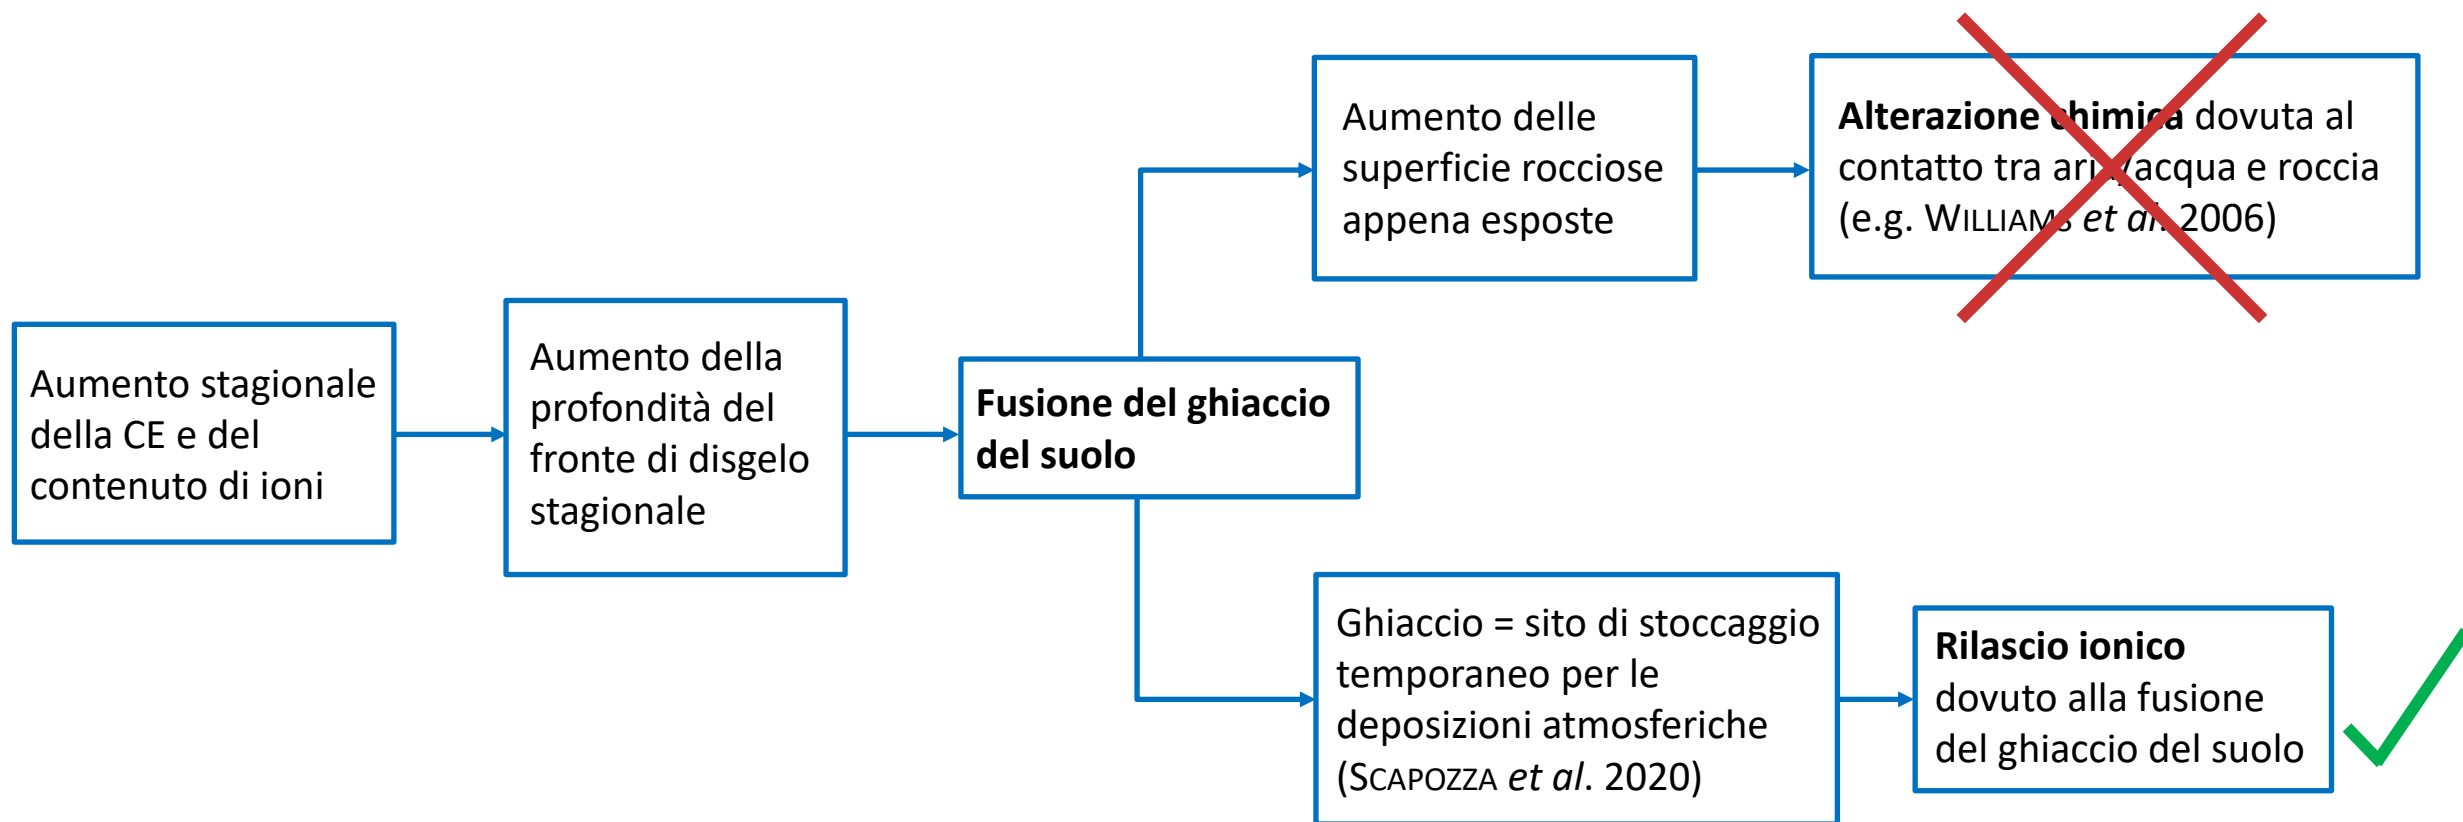 Aumento stagionale
della CE e del
contenuto di ioni
Aumento della
profondità del
fronte di disgelo
stagionale
Fusione del ghiaccio
del suolo
Aumento delle
superficie rocciose
appena esposte
Alterazione chimica dovuta al
contatto tra aria/acqua e roccia
(e.g. WILLIAMS et al. 2006)
Ghiaccio = sito di stoccaggio
temporaneo per le
deposizioni atmosferiche
(SCAPOZZA et al. 2020)
Rilascio ionico
dovuto alla fusione
del ghiaccio del suolo